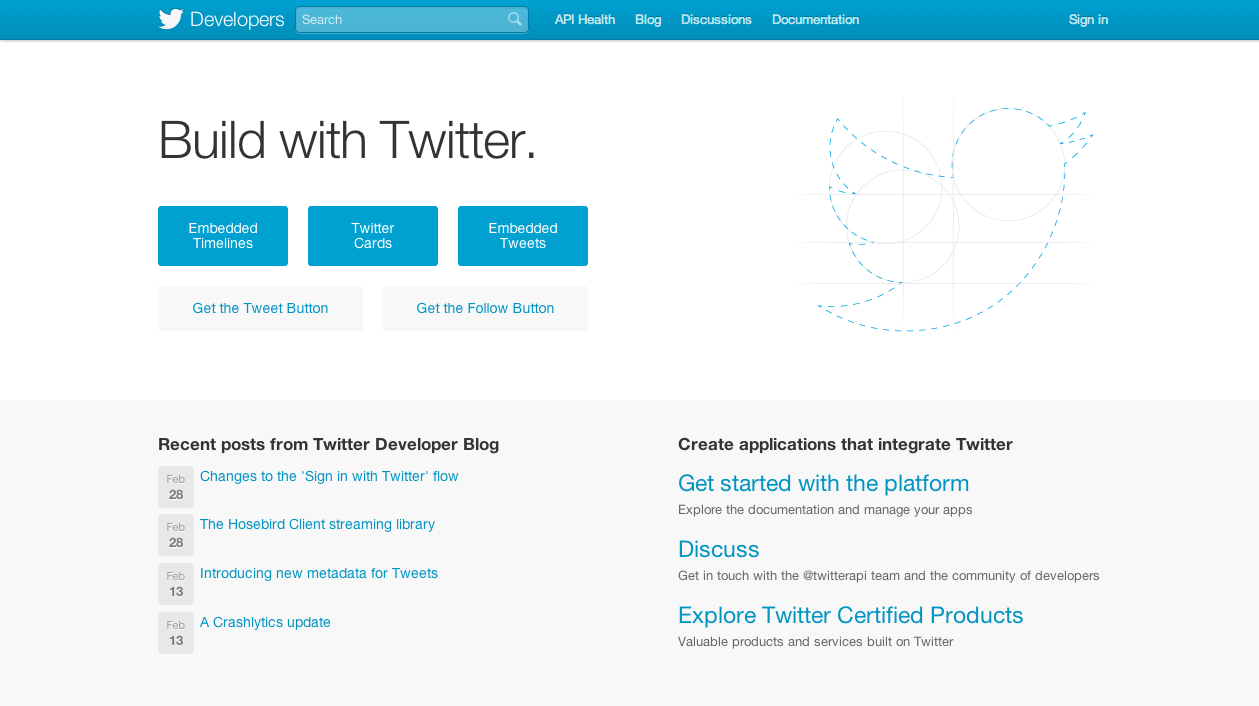 Developers
Search
API Health
Blog
Discussions
Documentation
Sign in
Build with Twitter.
Embedded
Timelines
Twitter
Cards
Embedded
Tweets
Get the Tweet Button
Get the Follow Button
Recent posts from Twitter Developer Blog
Feb
28
Changes to the 'Sign in with Twitter' flow
Feb
28
The Hosebird Client streaming library
Feb
13
Introducing new metadata for Tweets
Feb
13
A Crashlytics update
Create applications that integrate Twitter
Get started with the platform
Explore the documentation and manage your apps
Discuss
Get in touch with the @twitterapi team and the community of developers
Explore Twitter Certified Products
Valuable products and services built on Twitter